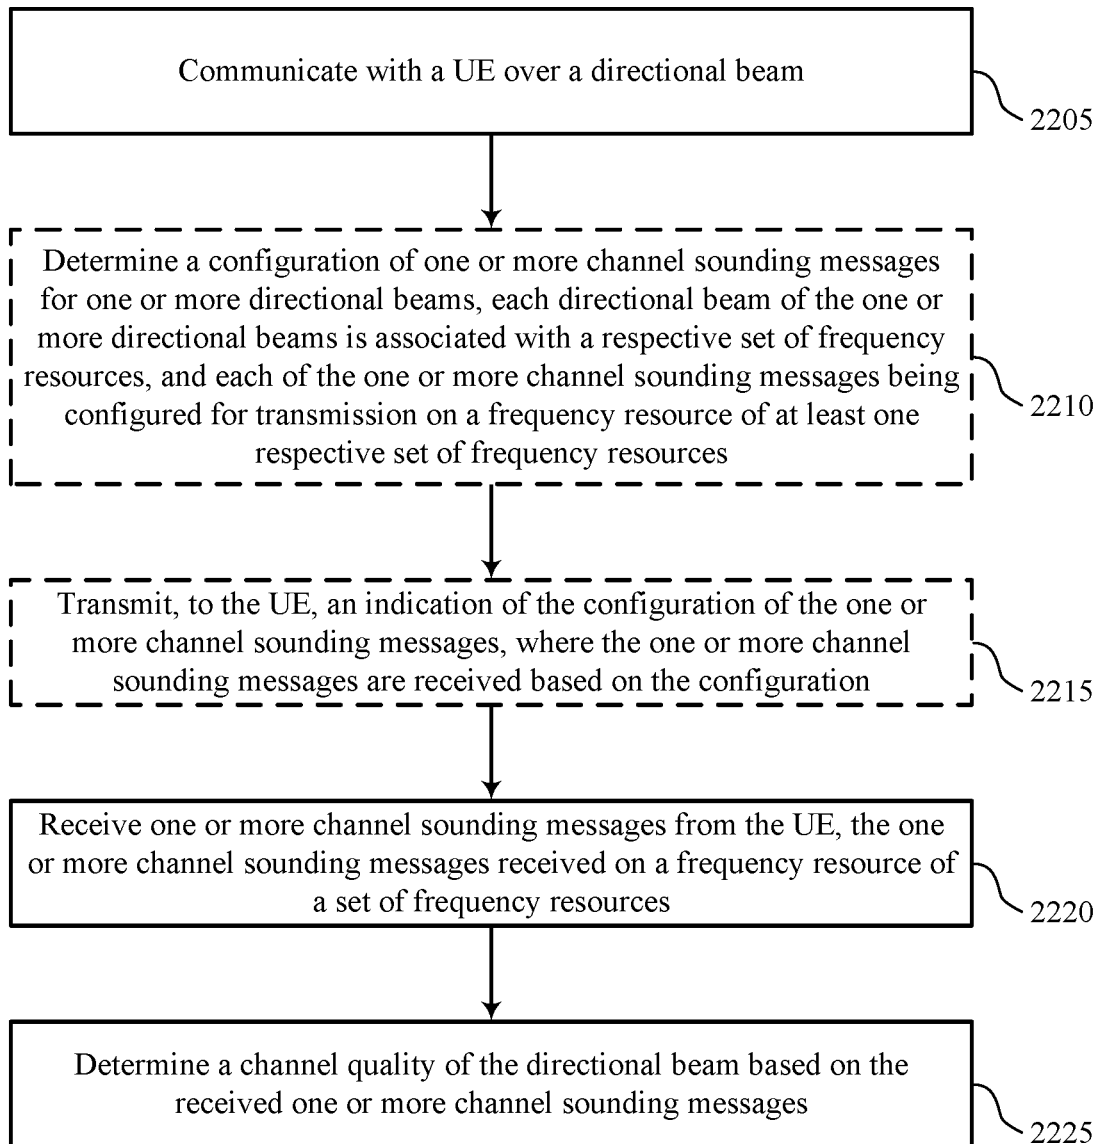 Communicate with a UE over a directional beam
2205
Determine a configuration of one or more channel sounding messages
for one or more directional beams, each directional beam of the one or
more directional beams is associated with a respective set of frequency
resources, and each of the one or more channel sounding messages being
configured for transmission on a frequency resource of at least one
respective set of frequency resources
2210
Transmit, to the UE, an indication of the configuration of the one or
more channel sounding messages, where the one or more channel
sounding messages are received based on the configuration
2215
Receive one or more channel sounding messages from the UE, the one
or more channel sounding messages received on a frequency resource of
a set of frequency resources
2220
Determine a channel quality of the directional beam based on the
received one or more channel sounding messages
2225